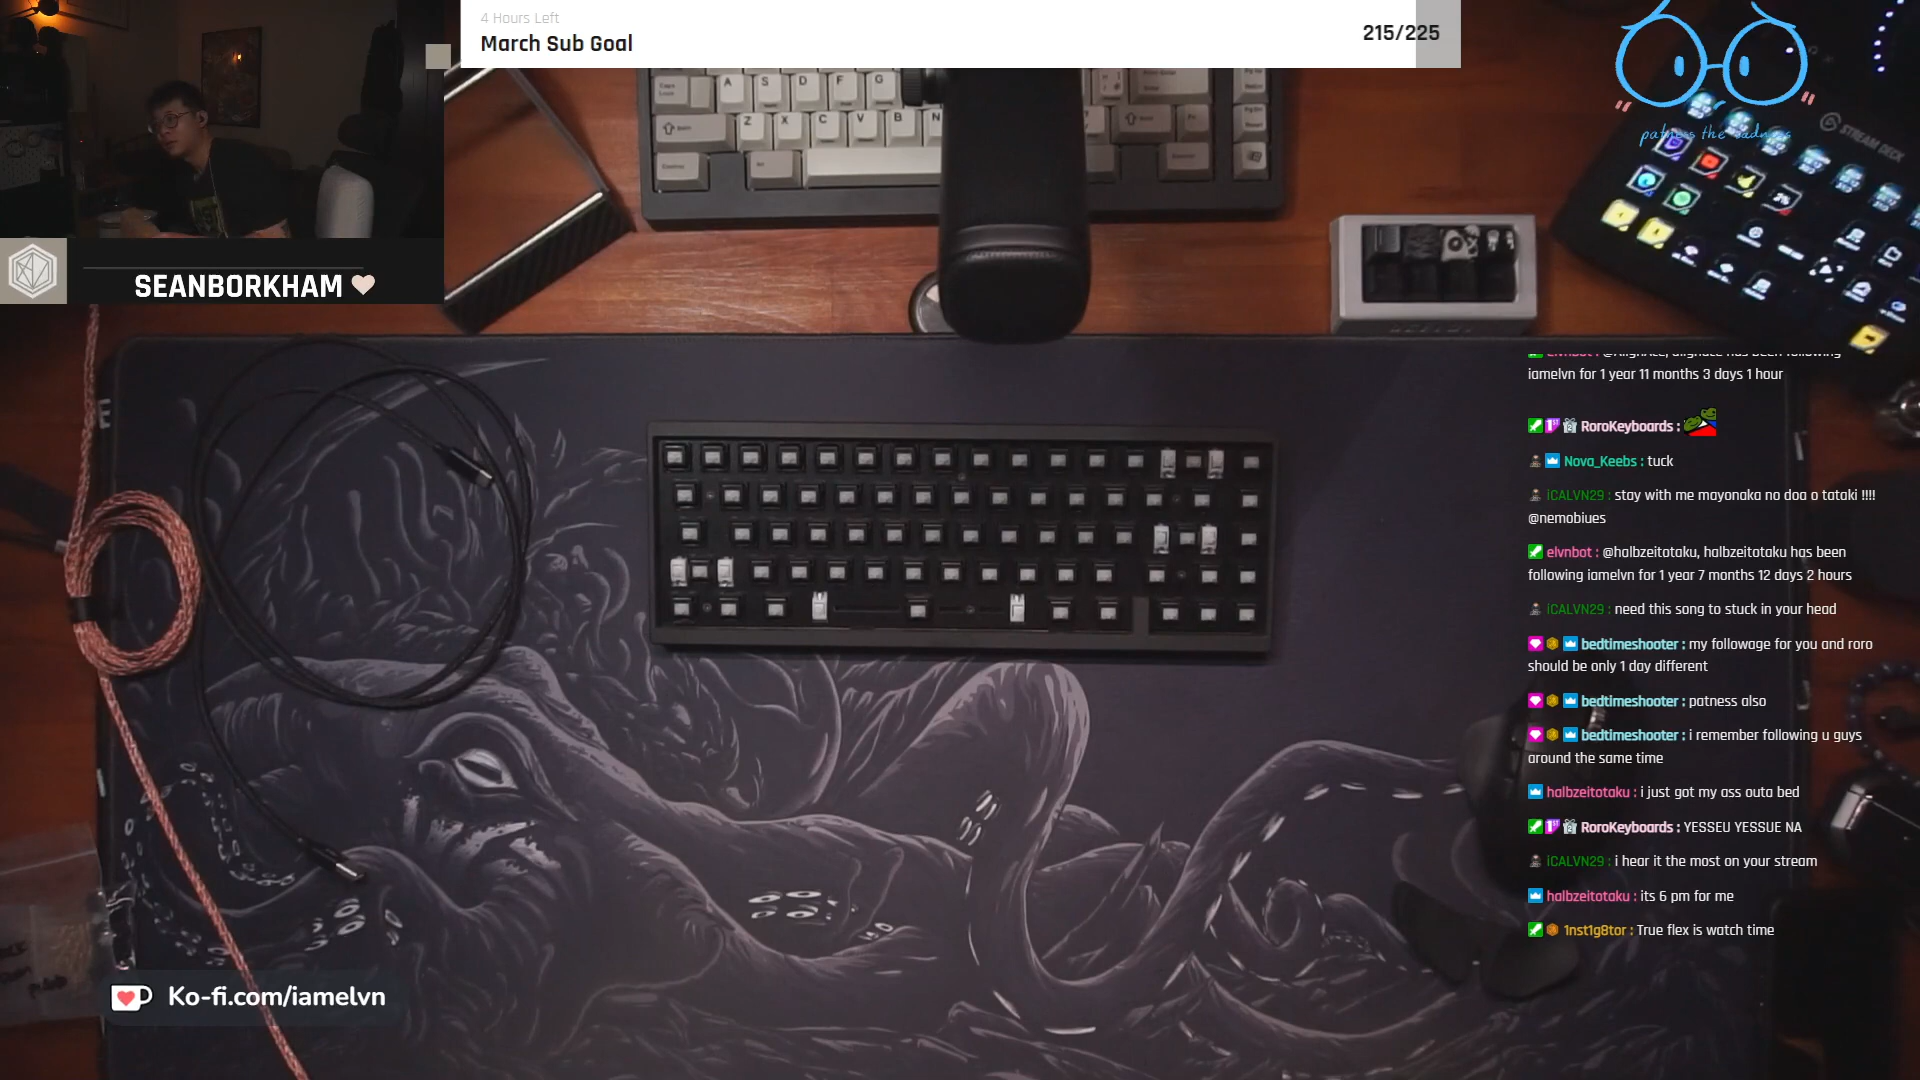 4 Hours Left
March Sub Goal
215/225
patness the sadness
STREAM DECK
A S D F G
Z X C V B N
SEANBORKHAM
iamelvn for 1 year 11 months 3 days 1 hour
RoroKeyboards :
Nova_Keebs : tuck
iCALVN29 : stay with me mayonaka no doa o tataki !!!!
@nemobiues
elvnbot : @halbzeitotaku, halbzeitotaku has been
following iamelvn for 1 year 7 months 12 days 2 hours
iCALVN29 : need this song to stuck in your head
bedtimeshooter : my followage for you and roro
should be only 1 day different
bedtimeshooter : patness also
bedtimeshooter : i remember following u guys
around the same time
halbzeitotaku : i just got my ass outa bed
RoroKeyboards : YESSEU YESSUE NA
iCALVN29 : i hear it the most on your stream
halbzeitotaku : its 6 pm for me
1nst1g8tor : True flex is watch time
Ko-fi.com/iamelvn